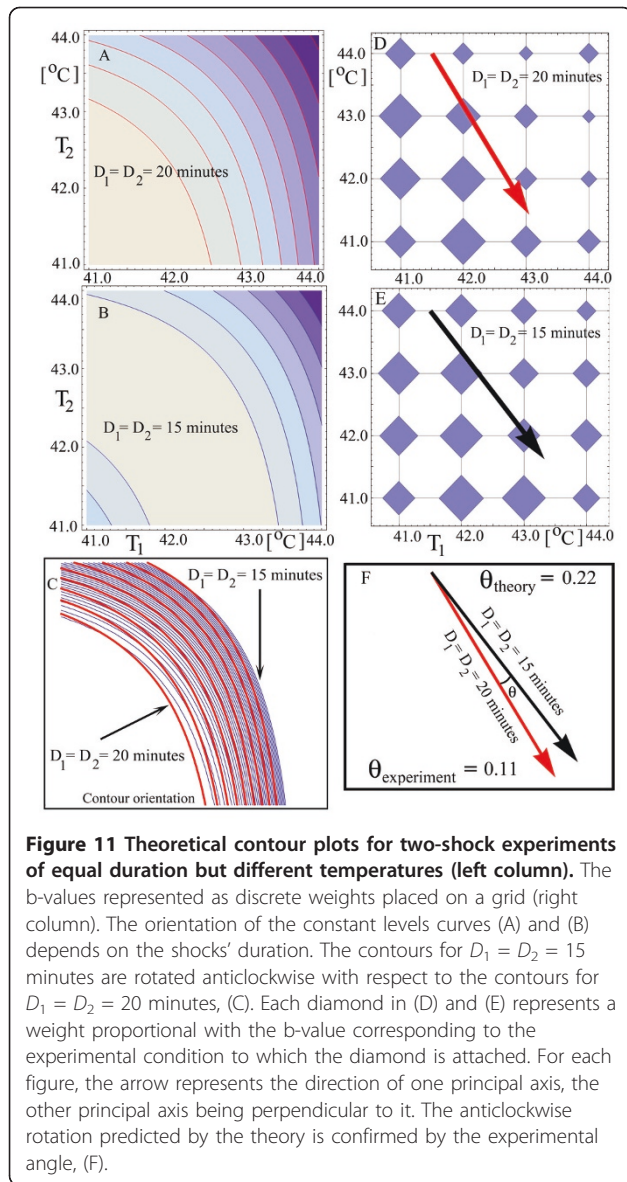 44.0
[°C]
A
43.0
T2
D1= D2= 20 minutes
42.0
41.0
41.0 42.0 43.0 44.0
44.0
B
43.0
T2
D1= D2= 15 minutes
42.0
41.0
41.0 T1 42.0 43.0 [°C] 44.0
C
D1= D2= 15 minutes
D1= D2= 20 minutes
Contour orientation
D
44.0
[°C]
D1= D2= 20 minutes
43.0
42.0
41.0
41.0 42.0 43.0 44.0
E
44.0
D1= D2= 15 minutes
43.0
42.0
41.0
41.0 T1 42.0 43.0 [°C] 44.0
F
θtheory = 0.22
D1= D2= 15 minutes
θ
D1= D2= 20 minutes
θexperiment = 0.11
Figure 11 Theoretical contour plots for two-shock experiments
of equal duration but different temperatures (left column). The
b-values represented as discrete weights placed on a grid (right
column). The orientation of the constant levels curves (A) and (B)
depends on the shocks' duration. The contours for D1 = D2 = 15
minutes are rotated anticlockwise with respect to the contours for
D1 = D2 = 20 minutes, (C). Each diamond in (D) and (E) represents a
weight proportional with the b-value corresponding to the
experimental condition to which the diamond is attached. For each
figure, the arrow represents the direction of one principal axis, the
other principal axis being perpendicular to it. The anticlockwise
rotation predicted by the theory is confirmed by the experimental
angle, (F).